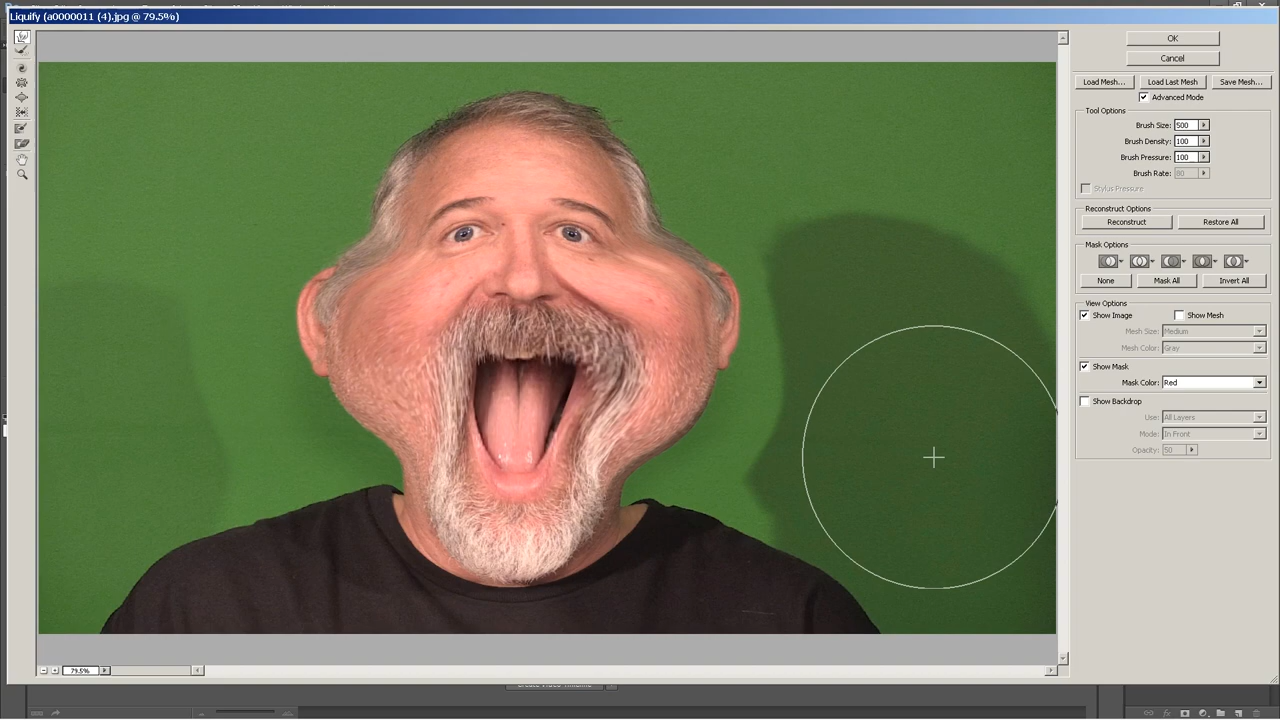 Liquify (a0000011 (4).jpg @ 79.5%)
OK
Cancel
Load Mesh... Load Last Mesh Save Mesh...
Advanced Mode
Tool Options
Brush Size: 500
Brush Density: 100
Brush Pressure: 100
Brush Rate: 80
Stylus Pressure
Reconstruct Options
Reconstruct Restore All
Mask Options
None Mask All Invert All
View Options
Show Image Show Mesh
Mesh Size: Medium
Mesh Color: Gray
Show Mask
Mask Color: Red
Show Backdrop
Use: All Layers
Mode: In Front
Opacity: 50
79.5%
Create Video Timeline